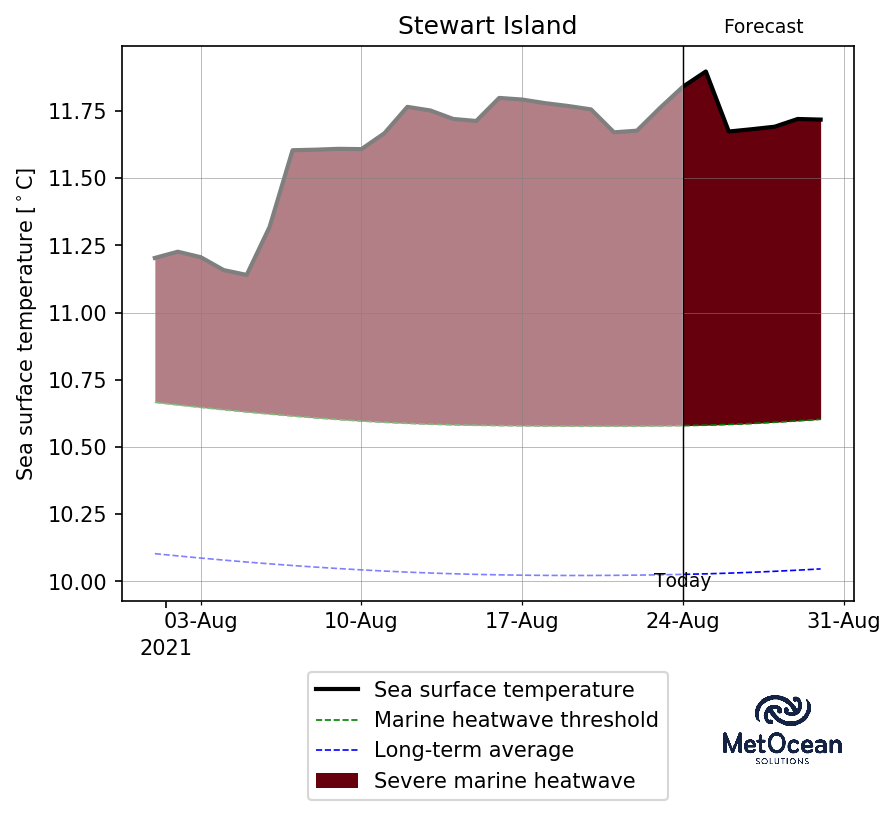 Stewart Island
Forecast
Sea surface temperature [°C]
11.75
11.50
11.25
11.00
10.75
10.50
10.25
10.00
Today
03-Aug
10-Aug
17-Aug
24-Aug
31-Aug
2021
Sea surface temperature
Marine heatwave threshold
Long-term average
Severe marine heatwave
MetOcean
SOLUTIONS